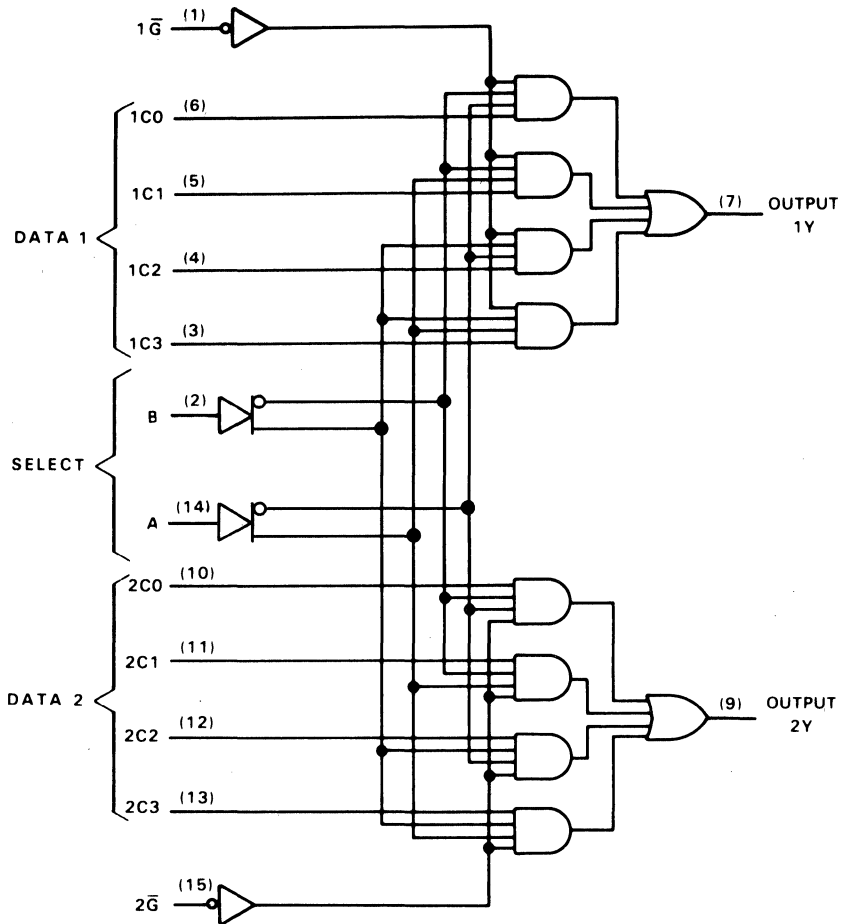 1G̅ (1)
1C0 (6)
1C1 (5)
DATA 1
1C2 (4)
1C3 (3)
(7) OUTPUT
1Y
B (2)
SELECT
A (14)
2C0 (10)
2C1 (11)
DATA 2
2C2 (12)
2C3 (13)
(9) OUTPUT
2Y
2G̅ (15)